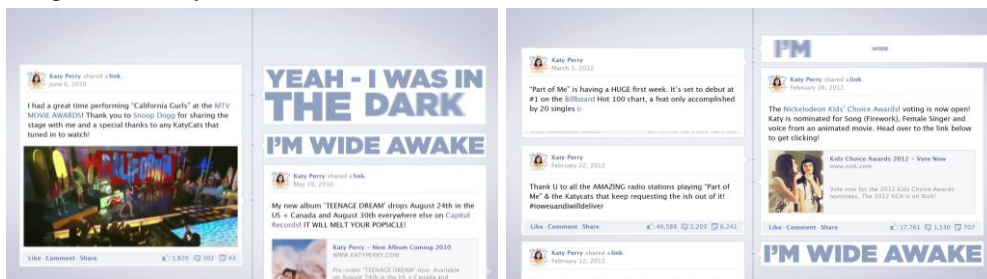 Katy Perry shared a link.
June 6, 2010
I had a great time performing "California Gurls" at the MTV
MOVIE AWARDS! Thank you to Snoop Dogg for sharing the
stage with me and a special thanks to any KatyCats that
tuned in to watch!
CALIFORNIA
Like · Comment · Share 1,820 302 43
YEAH - I WAS IN
THE DARK
I'M WIDE AWAKE
Katy Perry shared a link.
May 10, 2010
My new album "TEENAGE DREAM" drops August 24th in the
US + Canada and August 30th everywhere else on Capitol
Records! IT WILL MELT YOUR POPSICLE!
Katy Perry - New Album Coming 2010
WWW.KATYPERRY.COM
Pre-order "TEENAGE DREAM" now. Available
on August 24th in the US + Canada and
Katy Perry
March 3, 2012
"Part of Me" is having a HUGE first week. It's set to debut at
#1 on the Billboard Hot 100 chart, a feat only accomplished
by 20 singles
Katy Perry
February 22, 2012
Thank U to all the AMAZING radio stations playing "Part of
Me" & the Katycats that keep requesting the ish out of it!
#ioweuandiwilldeliver
Like · Comment · Share 40,588 2,203 6,241
Katy Perry shared a link.
February 12, 2012
I'M WIDE
Katy Perry shared a link.
February 16, 2012
The Nickelodeon Kids' Choice Awards! voting is now open!
Katy is nominated for Song (Firework), Female Singer and
voice from an animated movie. Head over to the link below
to get clicking!
Kids Choice Awards 2012 - Vote Now
www.nick.com
Vote now for the 2012 Kids Choice Awards
nominees. The 2012 KCA is on Nick!
Like · Comment · Share 17,761 1,530 707
I'M WIDE AWAKE